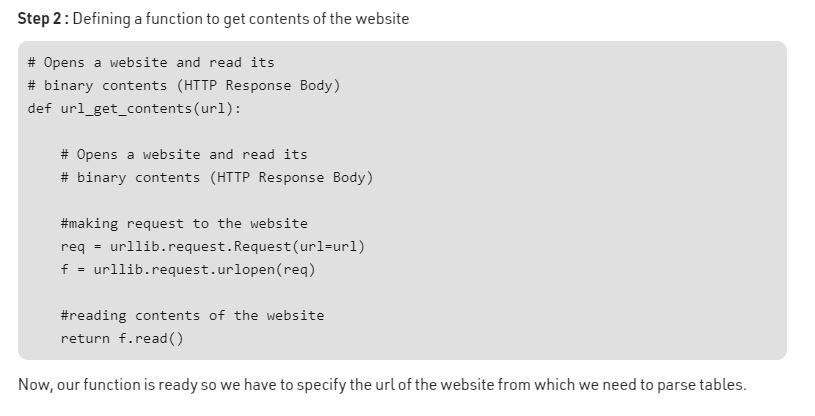 Step 2 : Defining a function to get contents of the website
# Opens a website and read its
# binary contents (HTTP Response Body)
def url_get_contents(url):
    # Opens a website and read its
    # binary contents (HTTP Response Body)
    #making request to the website
    req = urllib.request.Request(url=url)
    f = urllib.request.urlopen(req)
    #reading contents of the website
    return f.read()
Now, our function is ready so we have to specify the url of the website from which we need to parse tables.